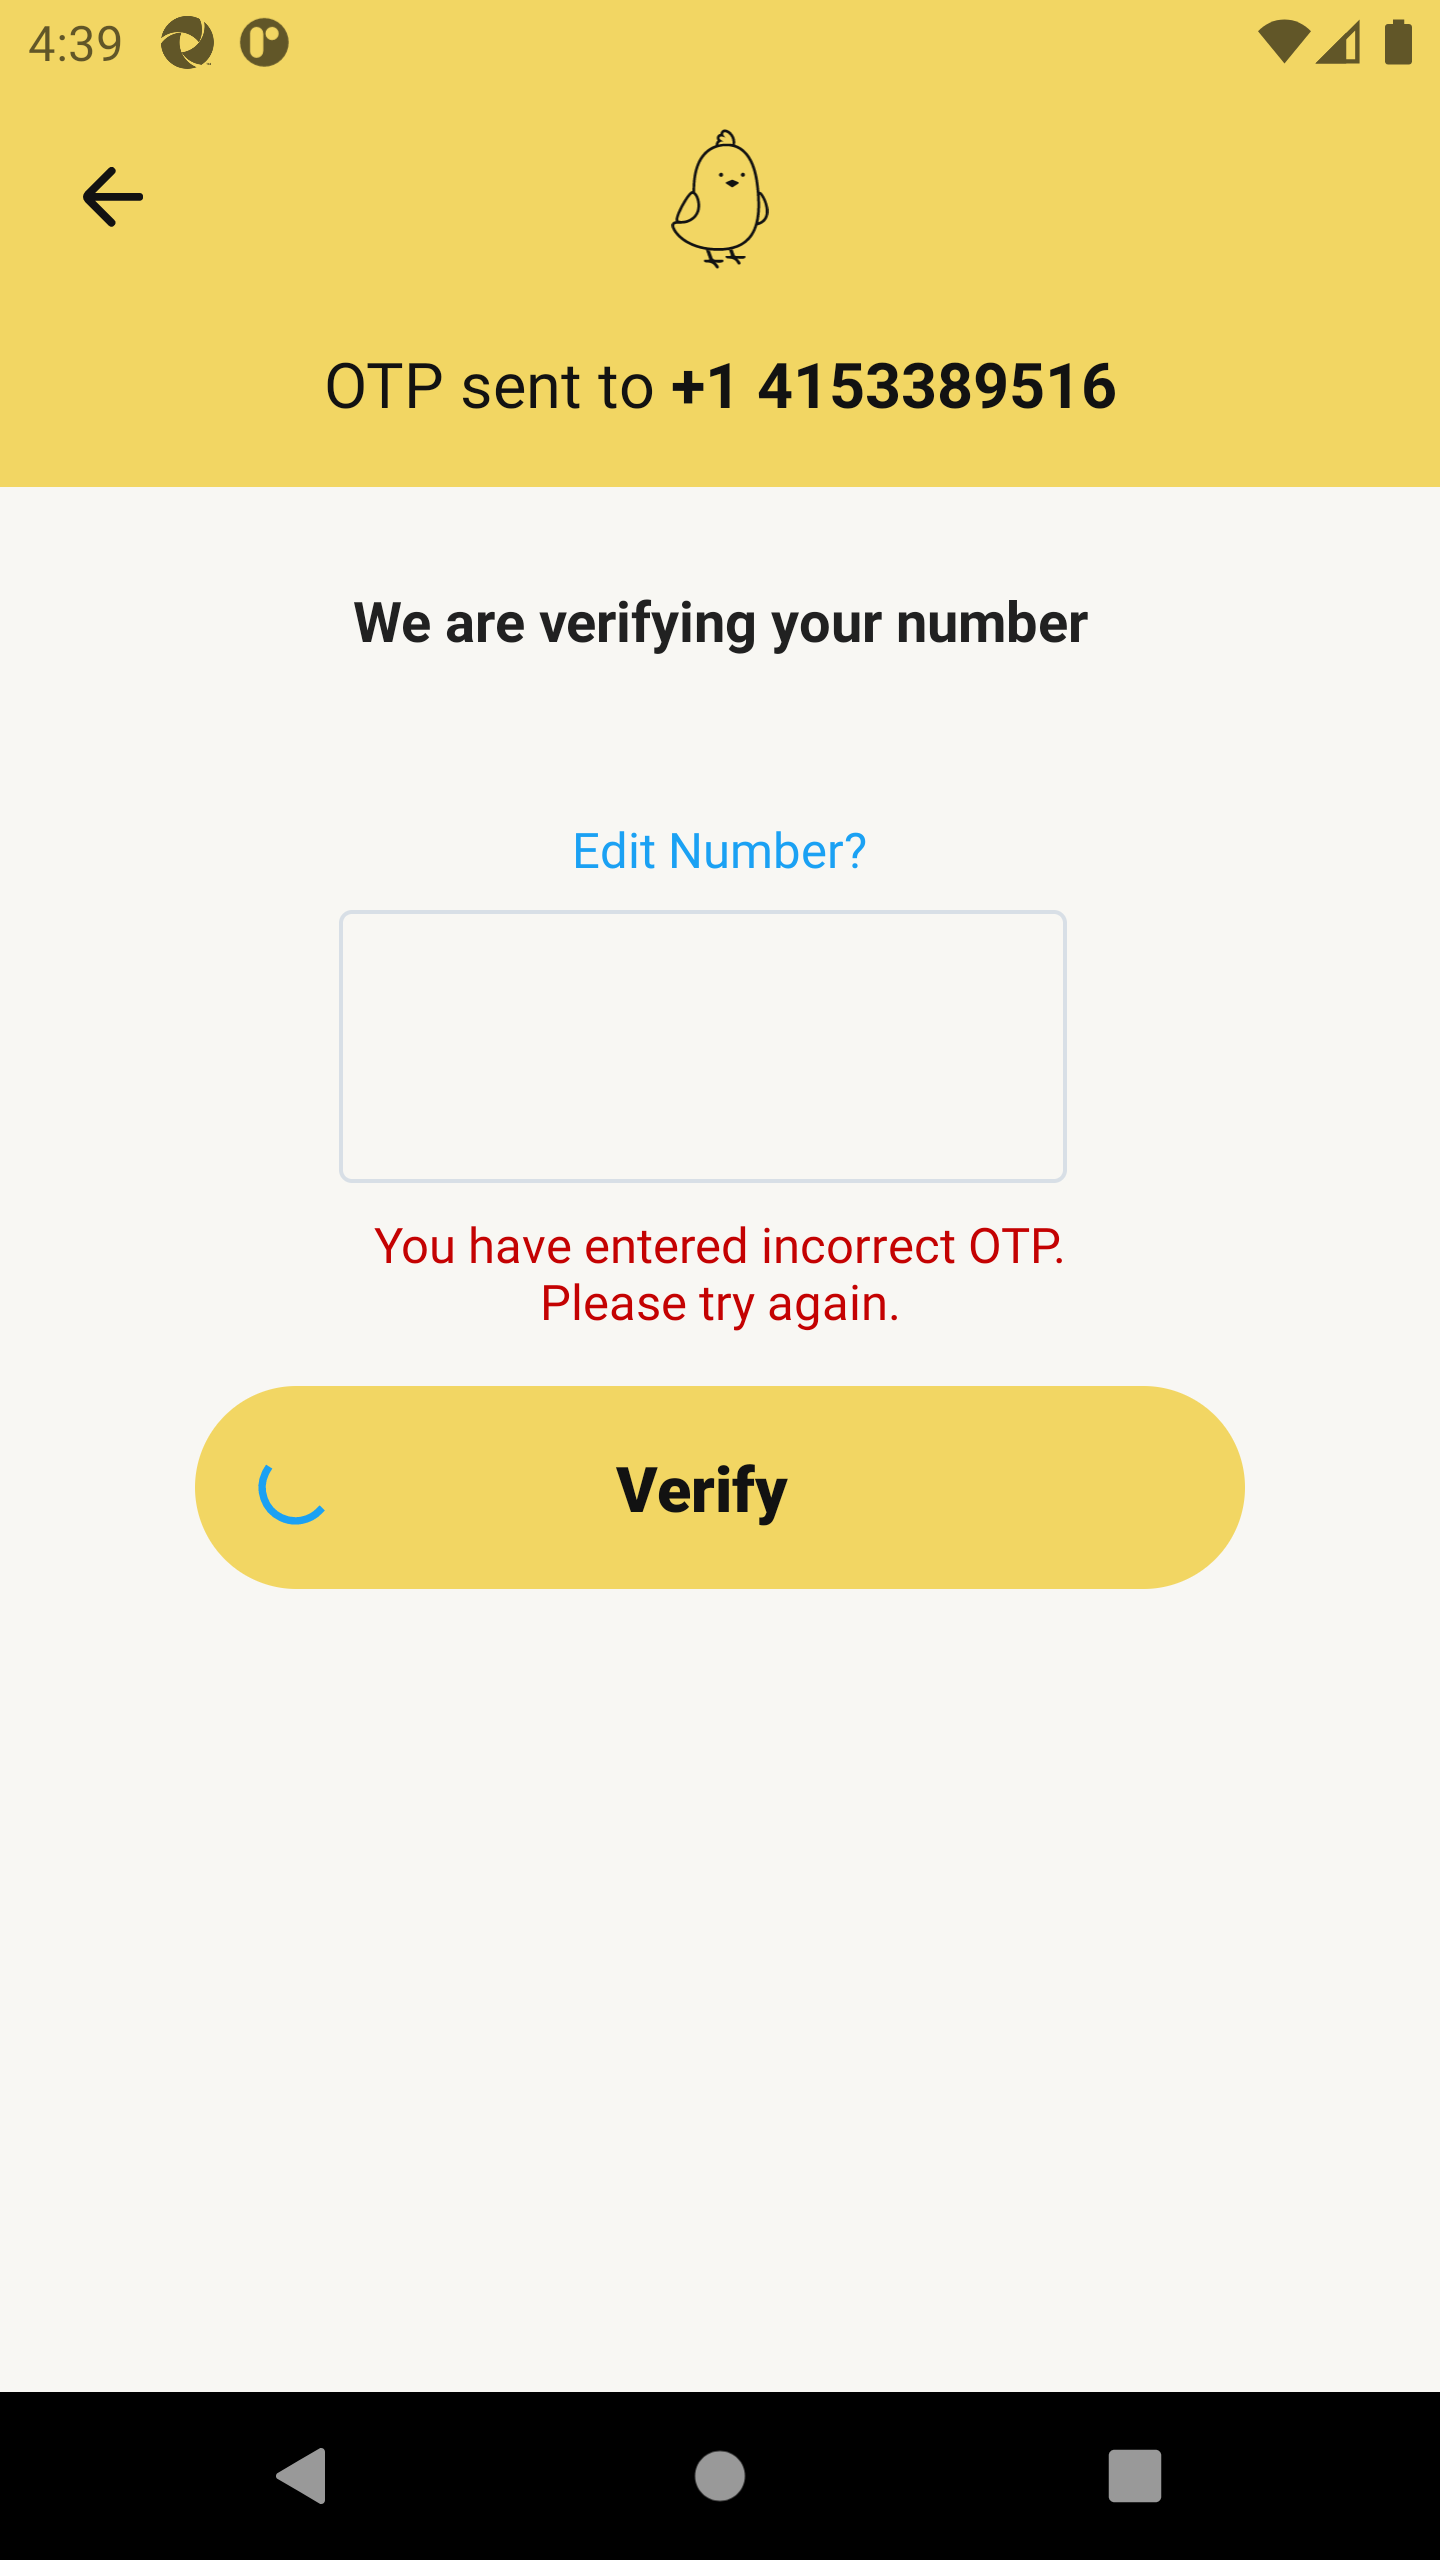 4:39
OTP sent to +1 4153389516
We are verifying your number
Edit Number?
You have entered incorrect OTP.
Please try again.
Verify